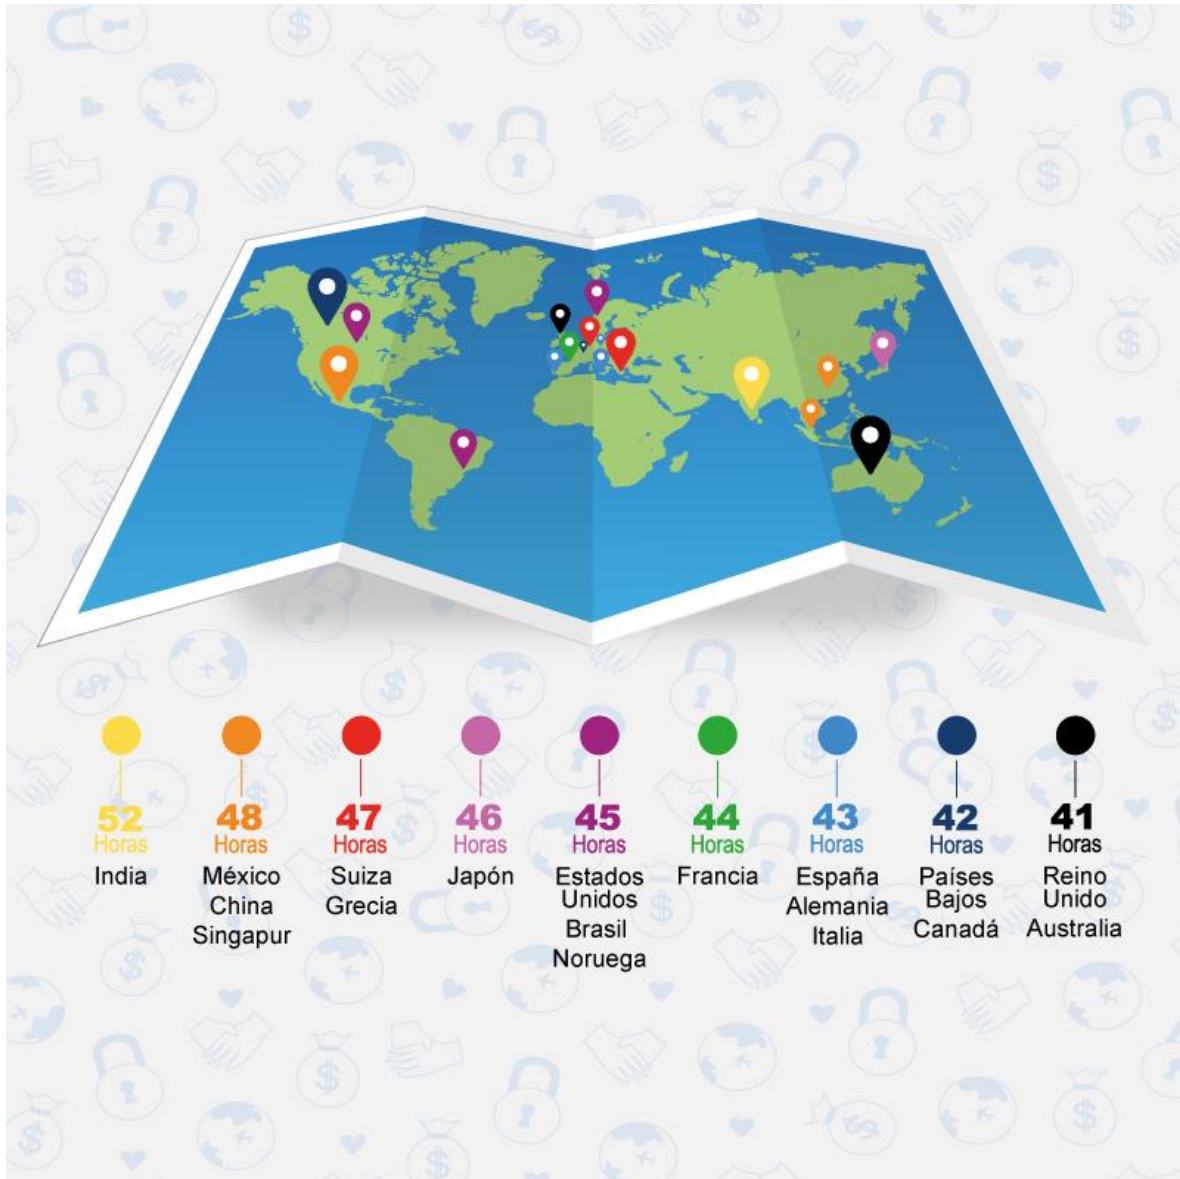 52
Horas
India
48
Horas
México
China
Singapur
47
Horas
Suiza
Grecia
46
Horas
Japón
45
Horas
Estados
Unidos
Brasil
Noruega
44
Horas
Francia
43
Horas
España
Alemania
Italia
42
Horas
Países
Bajos
Canadá
41
Horas
Reino
Unido
Australia